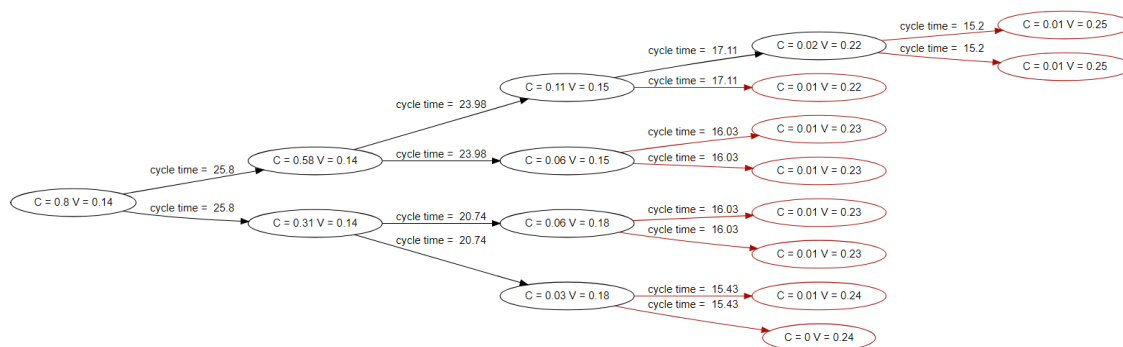 C = 0.01 V = 0.25
cycle time = 15.2
C = 0.02 V = 0.22
cycle time = 17.11
cycle time = 15.2
C = 0.01 V = 0.25
C = 0.11 V = 0.15
cycle time = 17.11
C = 0.01 V = 0.22
cycle time = 23.98
C = 0.01 V = 0.23
cycle time = 16.03
C = 0.58 V = 0.14
cycle time = 23.98
C = 0.06 V = 0.15
cycle time = 16.03
C = 0.01 V = 0.23
cycle time = 25.8
C = 0.8 V = 0.14
cycle time = 25.8
C = 0.31 V = 0.14
cycle time = 20.74
C = 0.06 V = 0.18
cycle time = 16.03
C = 0.01 V = 0.23
cycle time = 20.74
cycle time = 16.03
C = 0.01 V = 0.23
C = 0.03 V = 0.18
cycle time = 15.43
C = 0.01 V = 0.24
cycle time = 15.43
C = 0 V = 0.24